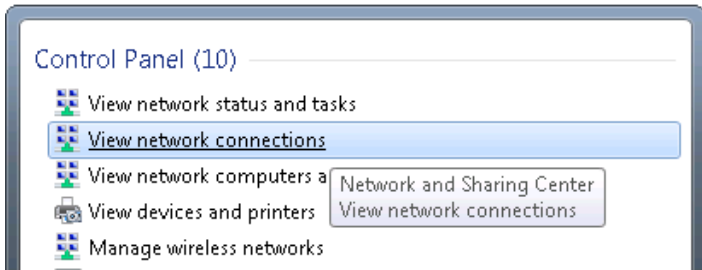 Control Panel (10)
View network status and tasks
View network connections
View network computers a
Network and Sharing Center
View network connections
View devices and printers
Manage wireless networks